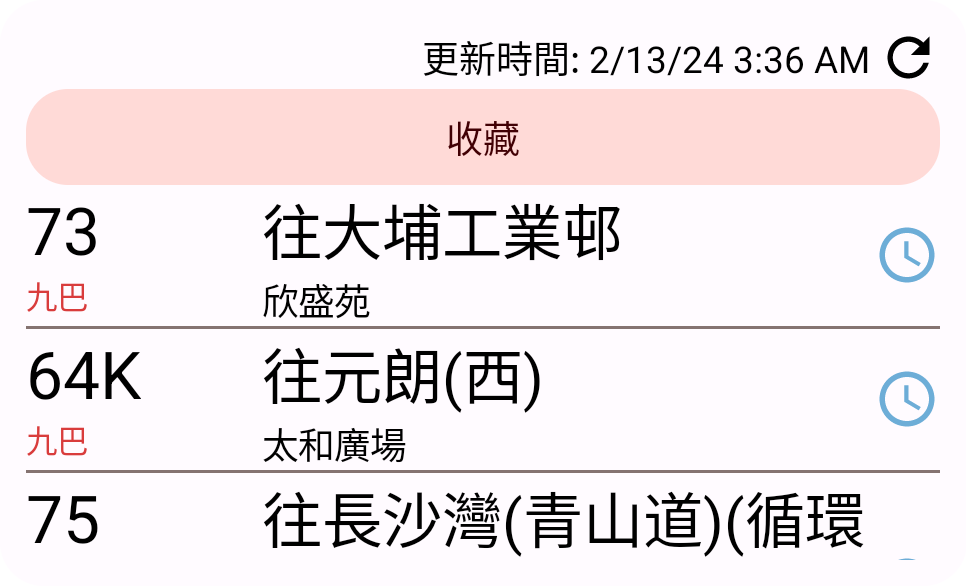 更新時間: 2/13/24 3:36 AM
收藏
73 往大埔工業邨
九巴 欣盛苑
64K 往元朗(西)
九巴 太和廣場
75 往長沙灣(青山道)(循環